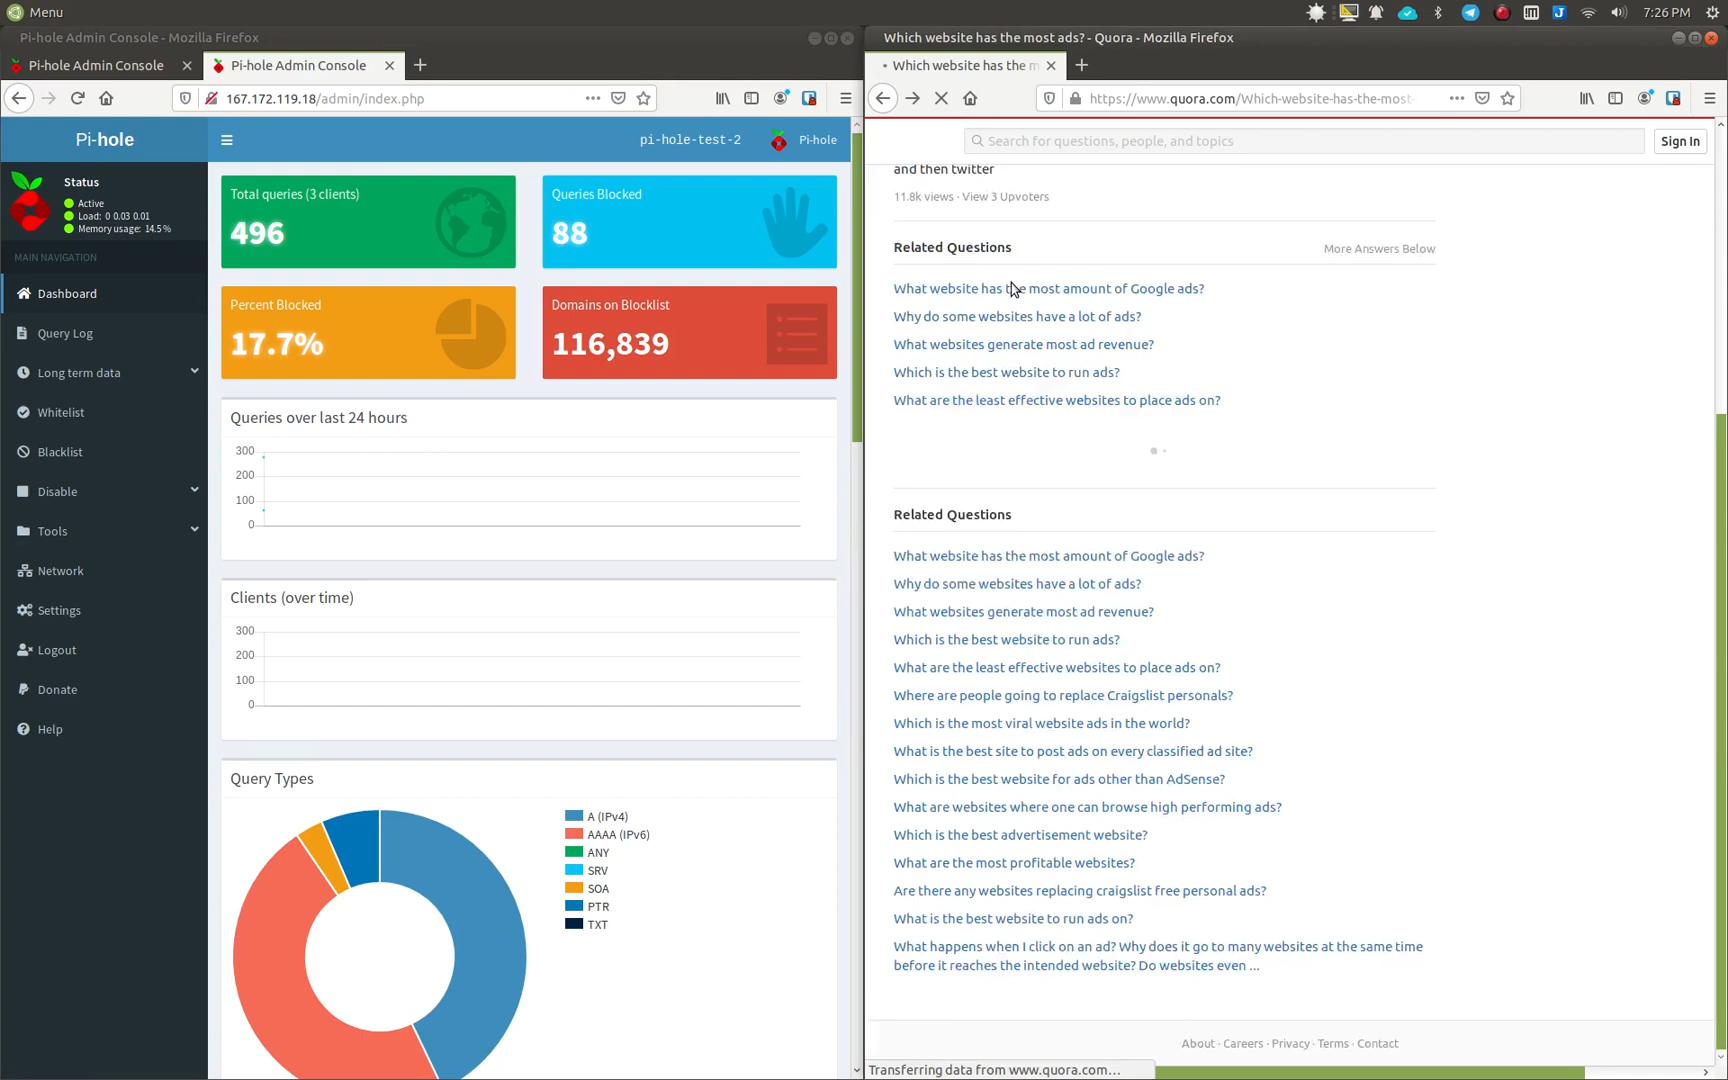 Menu
7:26 PM
Pi-hole Admin Console - Mozilla Firefox
Pi-hole Admin Console
Pi-hole Admin Console
167.172.119.18/admin/index.php
Pi-hole
pi-hole-test-2
Pi-hole
Status
Active
Load: 0 0.03 0.01
Memory usage: 14.5 %
MAIN NAVIGATION
Dashboard
Query Log
Long term data
Whitelist
Blacklist
Disable
Tools
Network
Settings
Logout
Donate
Help
Total queries (3 clients)
496
Queries Blocked
88
Percent Blocked
17.7%
Domains on Blocklist
116,839
Queries over last 24 hours
300
200
100
0
Clients (over time)
300
200
100
0
Query Types
A (IPv4)
AAAA (IPv6)
ANY
SRV
SOA
PTR
TXT
Which website has the most ads? - Quora - Mozilla Firefox
Which website has the m
https://www.quora.com/Which-website-has-the-most-
Search for questions, people, and topics
Sign In
and then twitter
11.8k views · View 3 Upvoters
Related Questions
More Answers Below
What website has the most amount of Google ads?
Why do some websites have a lot of ads?
What websites generate most ad revenue?
Which is the best website to run ads?
What are the least effective websites to place ads on?
Related Questions
What website has the most amount of Google ads?
Why do some websites have a lot of ads?
What websites generate most ad revenue?
Which is the best website to run ads?
What are the least effective websites to place ads on?
Where are people going to replace Craigslist personals?
Which is the most viral website ads in the world?
What is the best site to post ads on every classified ad site?
Which is the best website for ads other than AdSense?
What are websites where one can browse high performing ads?
Which is the best advertisement website?
What are the most profitable websites?
Are there any websites replacing craigslist free personal ads?
What is the best website to run ads on?
What happens when I click on an ad? Why does it go to many websites at the same time
before it reaches the intended website? Do websites even ...
About · Careers · Privacy · Terms · Contact
Transferring data from www.quora.com...